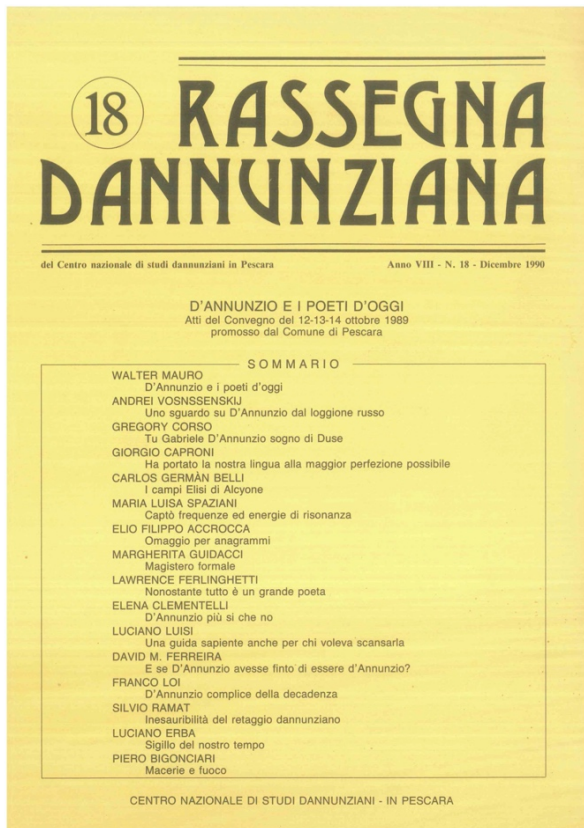 18 RASSEGNA
DANNUNZIANA
del Centro nazionale di studi dannunziani in Pescara Anno VIII - N. 18 - Dicembre 1990
D'ANNUNZIO E I POETI D'OGGI
Atti del Convegno del 12-13-14 ottobre 1989
promosso dal Comune di Pescara
SOMMARIO
WALTER MAURO
D'Annunzio e i poeti d'oggi
ANDREI VOSNSSENSKIJ
Uno sguardo su D'Annunzio dal loggione russo
GREGORY CORSO
Tu Gabriele D'Annunzio sogno di Duse
GIORGIO CAPRONI
Ha portato la nostra lingua alla maggior perfezione possibile
CARLOS GERMÀN BELLI
I campi Elisi di Alcyone
MARIA LUISA SPAZIANI
Captò frequenze ed energie di risonanza
ELIO FILIPPO ACCROCCA
Omaggio per anagrammi
MARGHERITA GUIDACCI
Magistero formale
LAWRENCE FERLINGHETTI
Nonostante tutto è un grande poeta
ELENA CLEMENTELLI
D'Annunzio più si che no
LUCIANO LUISI
Una guida sapiente anche per chi voleva scansarla
DAVID M. FERREIRA
E se D'Annunzio avesse finto di essere d'Annunzio?
FRANCO LOI
D'Annunzio complice della decadenza
SILVIO RAMAT
Inesauribilità del retaggio dannunziano
LUCIANO ERBA
Sigillo del nostro tempo
PIERO BIGONCIARI
Macerie e fuoco
CENTRO NAZIONALE DI STUDI DANNUNZIANI - IN PESCARA